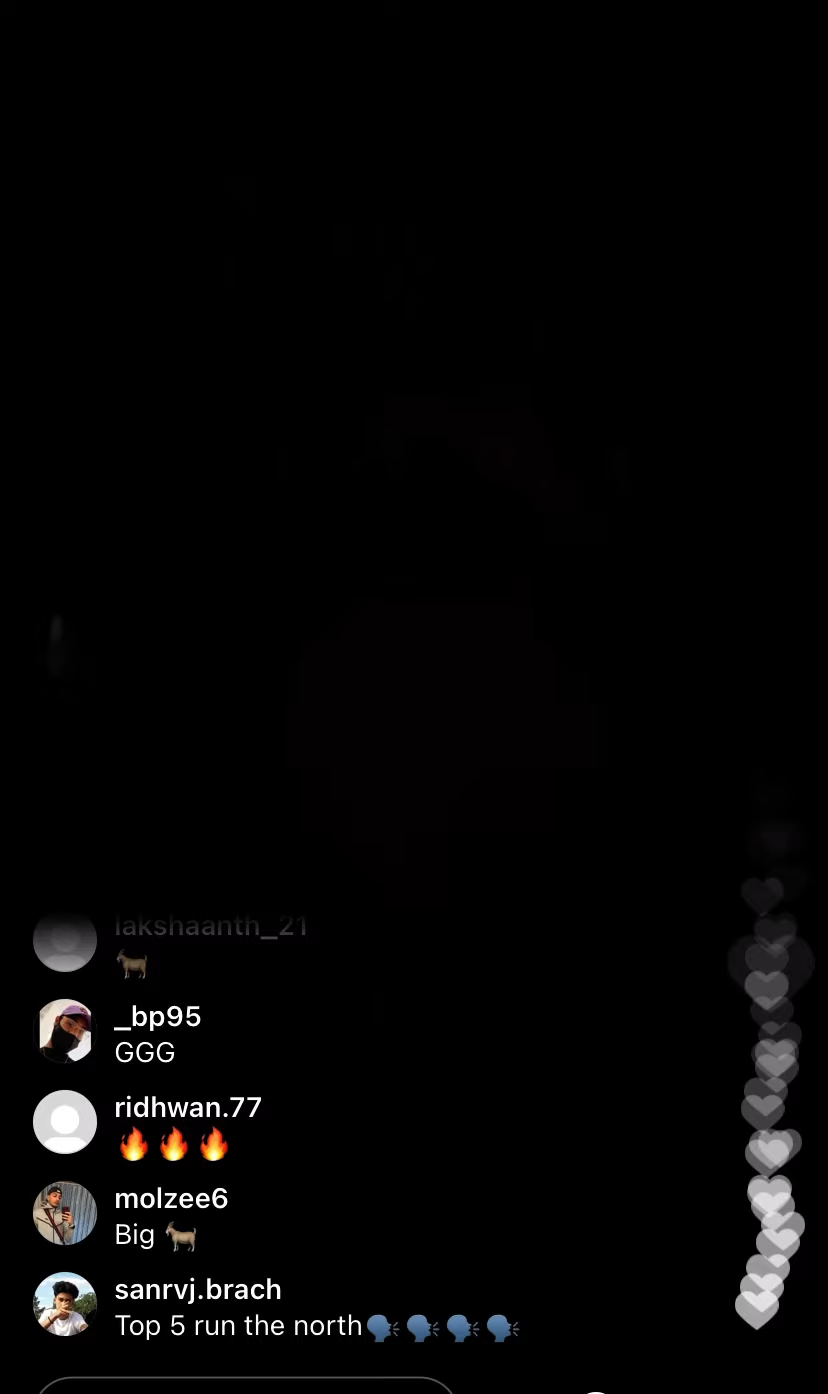 lakshaanth_21
🐐
_bp95
GGG
ridhwan.77
🔥🔥🔥
molzee6
Big 🐐
sanrvj.brach
Top 5 run the north🗣️🗣️🗣️🗣️